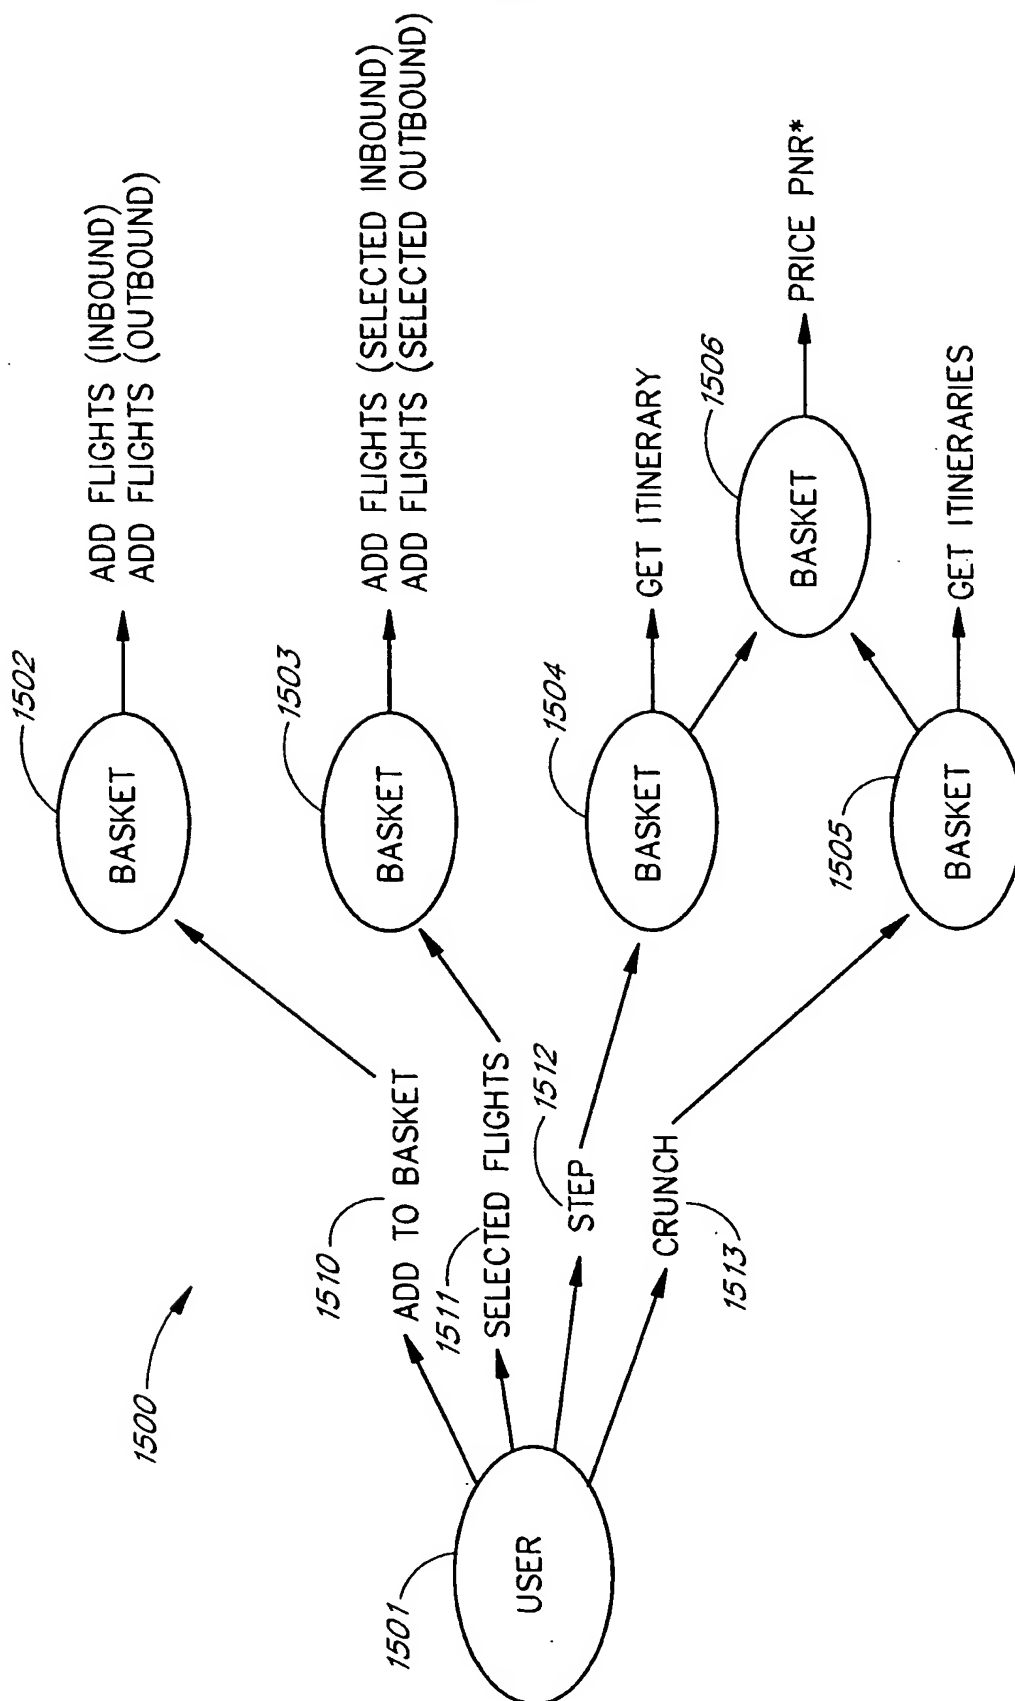 1500
1501
USER
1510
ADD TO BASKET
1511
SELECTED FLIGHTS
1512
STEP
CRUNCH
1513
1502
BASKET
ADD FLIGHTS (INBOUND)
ADD FLIGHTS (OUTBOUND)
1503
BASKET
ADD FLIGHTS (SELECTED INBOUND)
ADD FLIGHTS (SELECTED OUTBOUND)
1504
BASKET
GET ITINERARY
1506
BASKET
PRICE PNR*
1505
BASKET
GET ITINERARIES